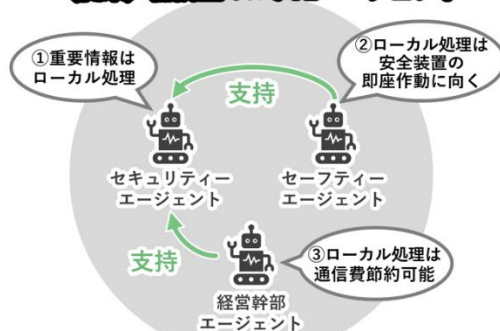 ①重要情報は
ローカル処理
②ローカル処理は
安全装置の
即座作動に向く
支持
セキュリティー
エージェント
セーフティー
エージェント
支持
③ローカル処理は
通信費節約可能
経営幹部
エージェント